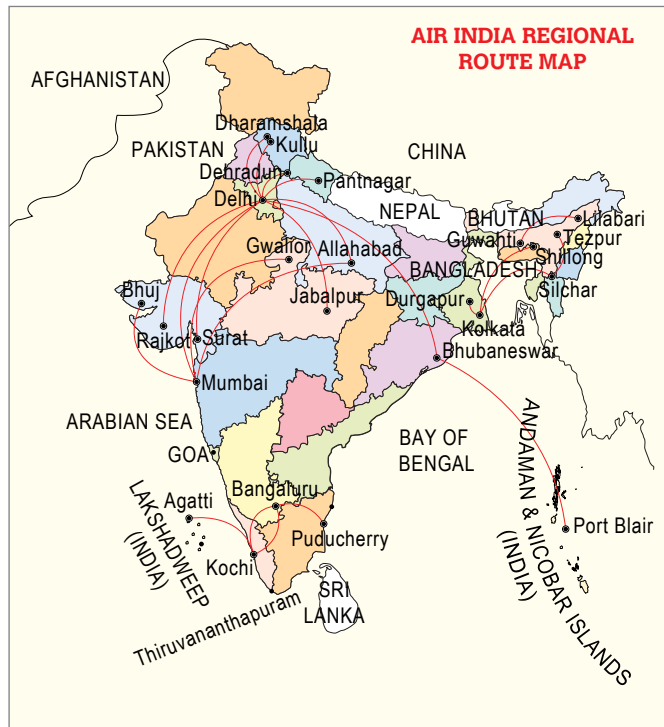 AIR INDIA REGIONAL
ROUTE MAP
AFGHANISTAN
Dharamshala
Kullu
PAKISTAN
CHINA
Dehradun
Pantnagar
Delhi
NEPAL
BHUTAN
Lilabari
Guwahti
Tezpur
Gwalior
Allahabad
Shillong
BANGLADESH
Bhuj
Jabalpur
Durgapur
Silchar
Rajkot
Surat
Kolkata
Bhubaneswar
Mumbai
ARABIAN SEA
BAY OF
BENGAL
GOA
ANDAMAN & NICOBAR ISLANDS
(INDIA)
Agatti
Bangaluru
LAKSHADWEEP
(INDIA)
Puducherry
Port Blair
Kochi
SRI
LANKA
Thiruvananthapuram